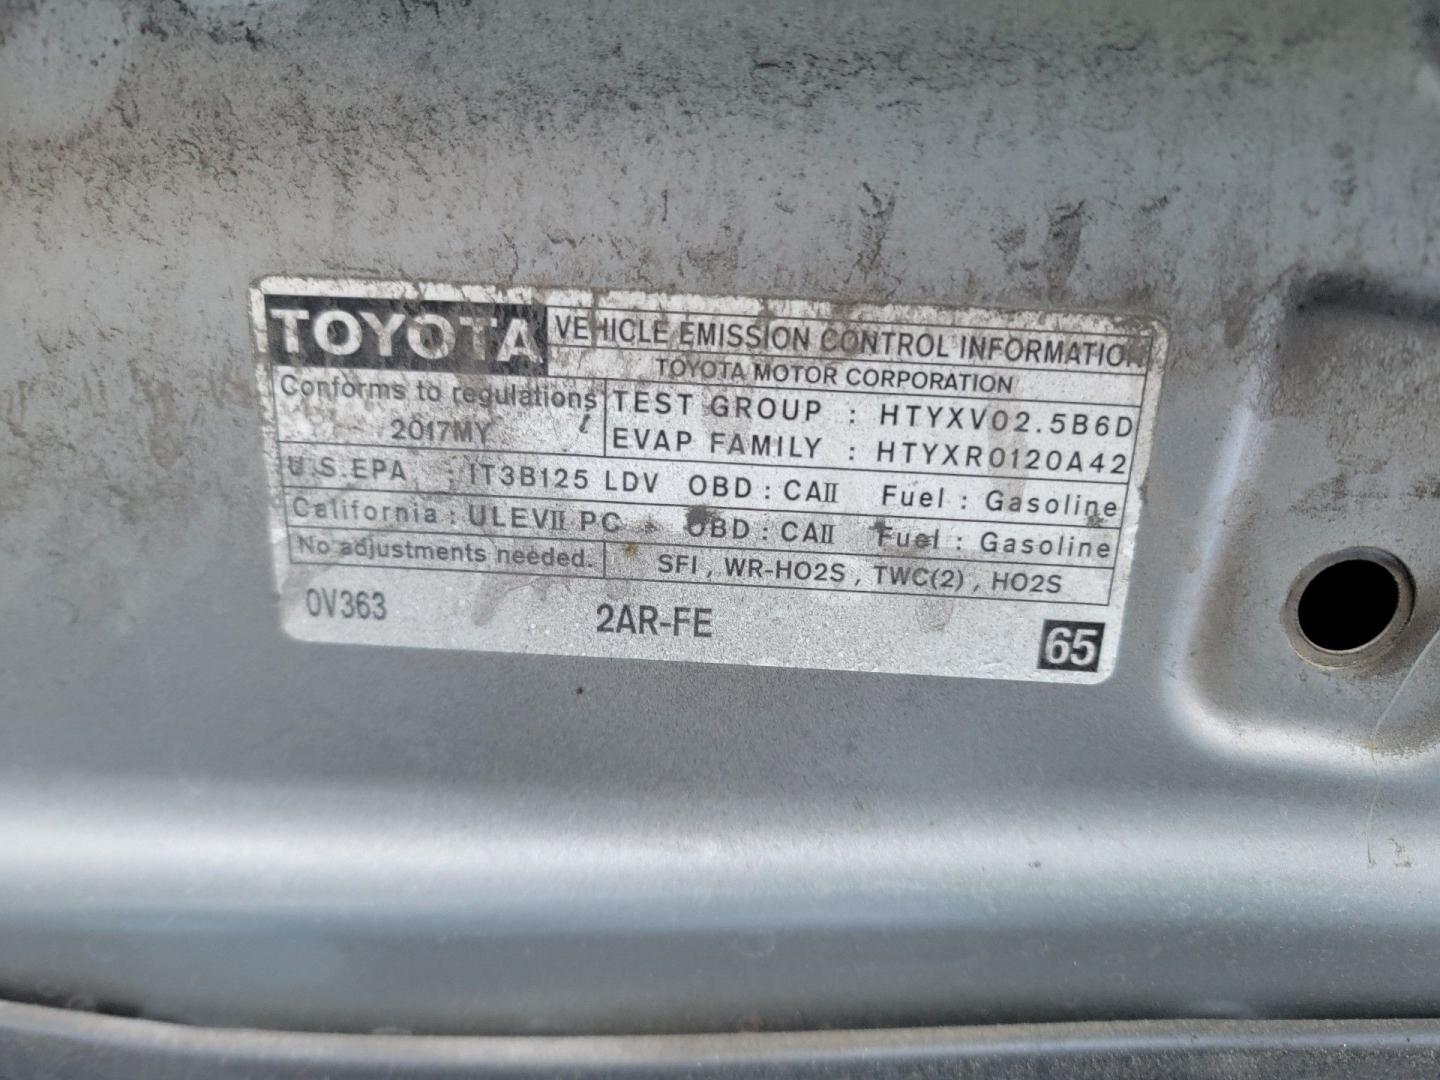 TOYOTA VEHICLE EMISSION CONTROL INFORMATION
TOYOTA MOTOR CORPORATION
Conforms to regulations
2017MY
TEST GROUP : HTYXV02.5B6D
EVAP FAMILY : HTYXR0120A42
U.S.EPA : T3B125 LDV OBD : CAII Fuel : Gasoline
California : ULEVII PC OBD : CAII Fuel : Gasoline
No adjustments needed. SFI , WR-HO2S , TWC(2) , HO2S
0V363 2AR-FE 65